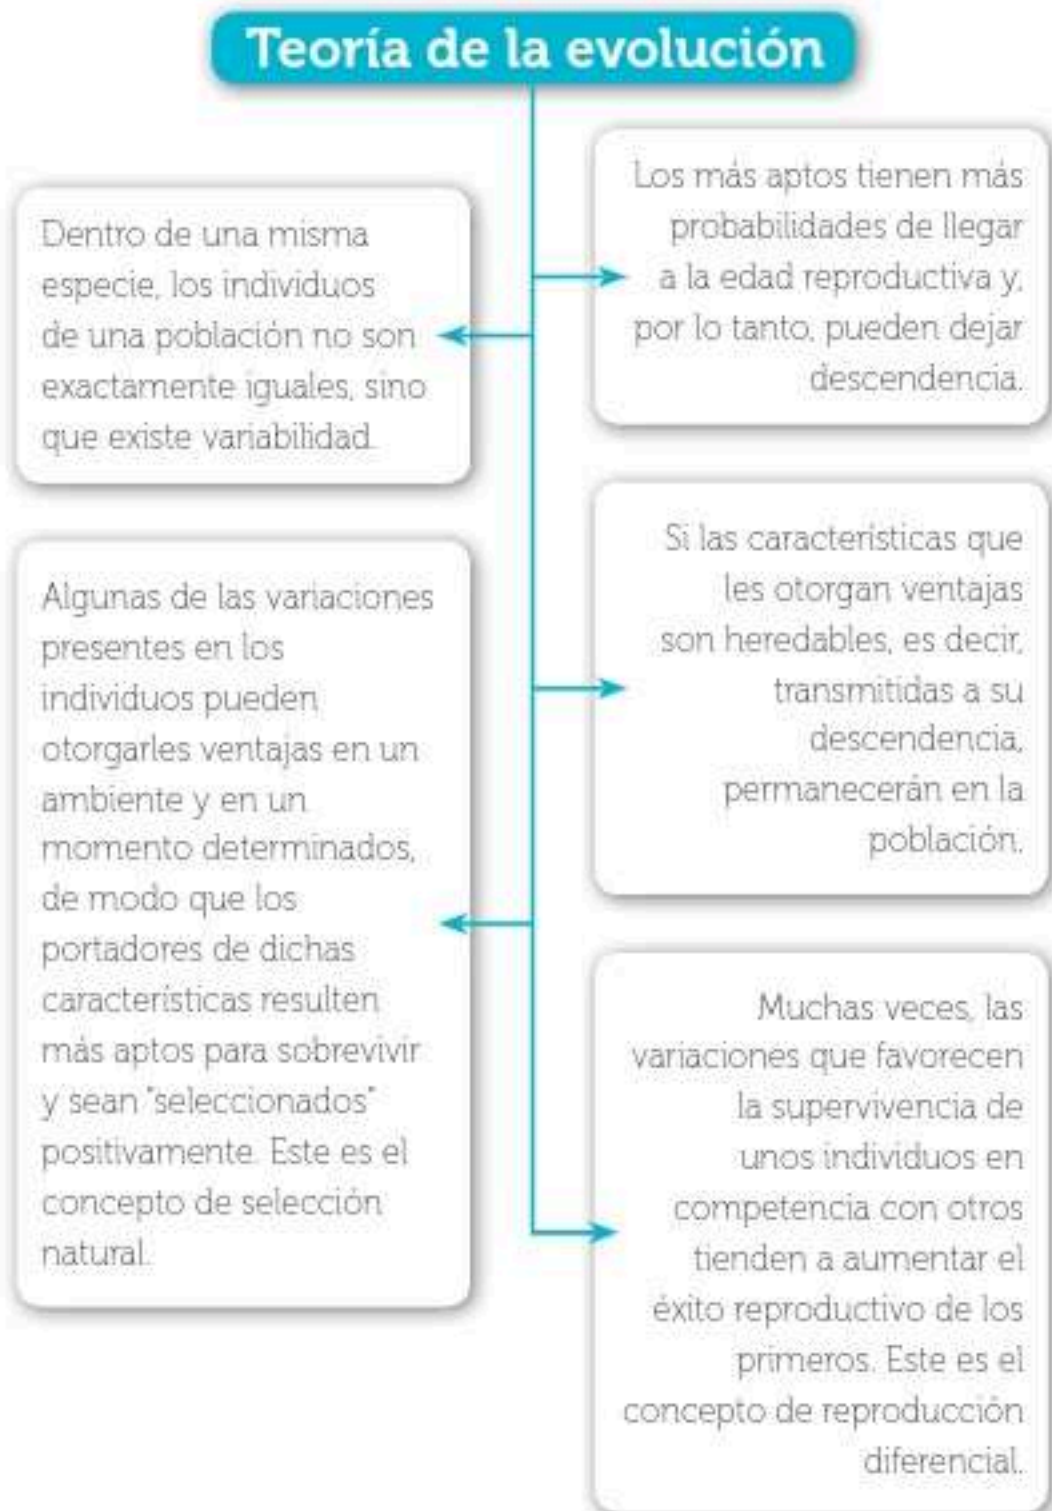 Teoría de la evolución
Dentro de una misma
especie, los individuos
de una población no son
exactamente iguales, sino
que existe variabilidad.
Algunas de las variaciones
presentes en los
individuos pueden
otorgarles ventajas en un
ambiente y en un
momento determinados,
de modo que los
portadores de dichas
características resulten
más aptos para sobrevivir
y sean "seleccionados"
positivamente. Este es el
concepto de selección
natural.
Los más aptos tienen más
probabilidades de llegar
a la edad reproductiva y,
por lo tanto, pueden dejar
descendencia.
Si las características que
les otorgan ventajas
son heredables, es decir,
transmitidas a su
descendencia,
permanecerán en la
población.
Muchas veces, las
variaciones que favorecen
la supervivencia de
unos individuos en
competencia con otros
tienden a aumentar el
éxito reproductivo de los
primeros. Este es el
concepto de reproducción
diferencial.